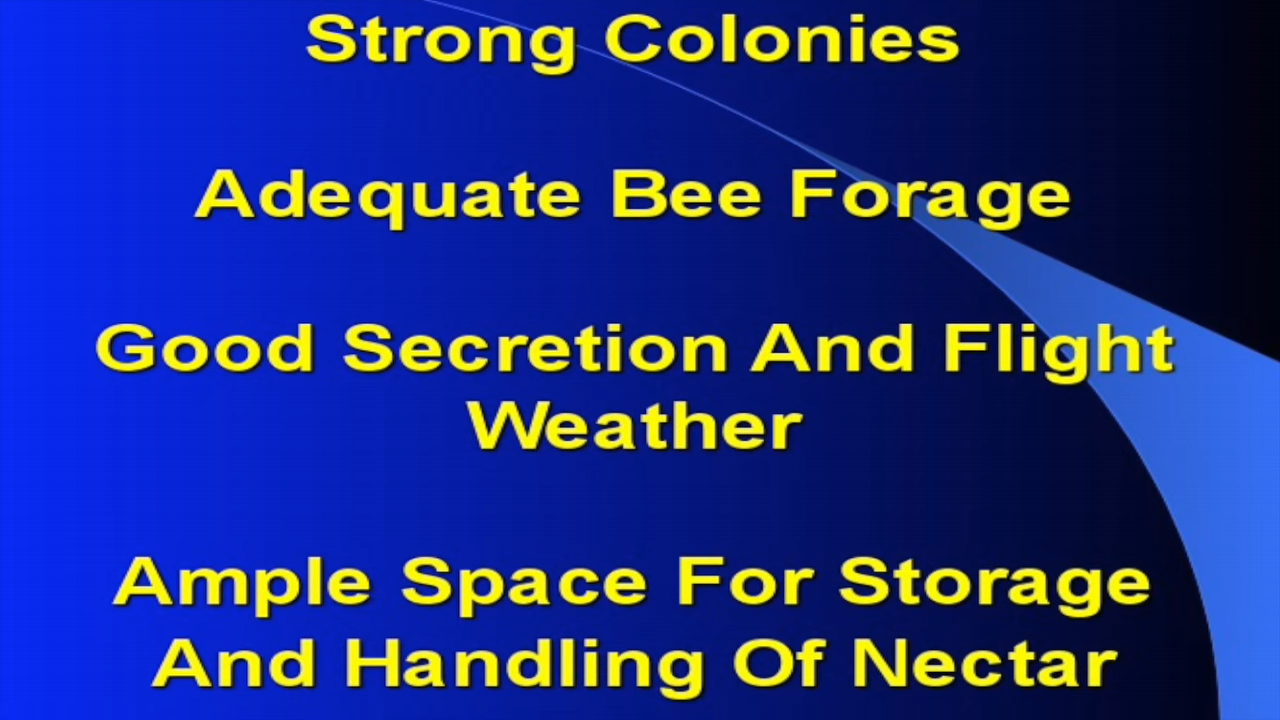 Strong Colonies
Adequate Bee Forage
Good Secretion And Flight
Weather
Ample Space For Storage
And Handling Of Nectar